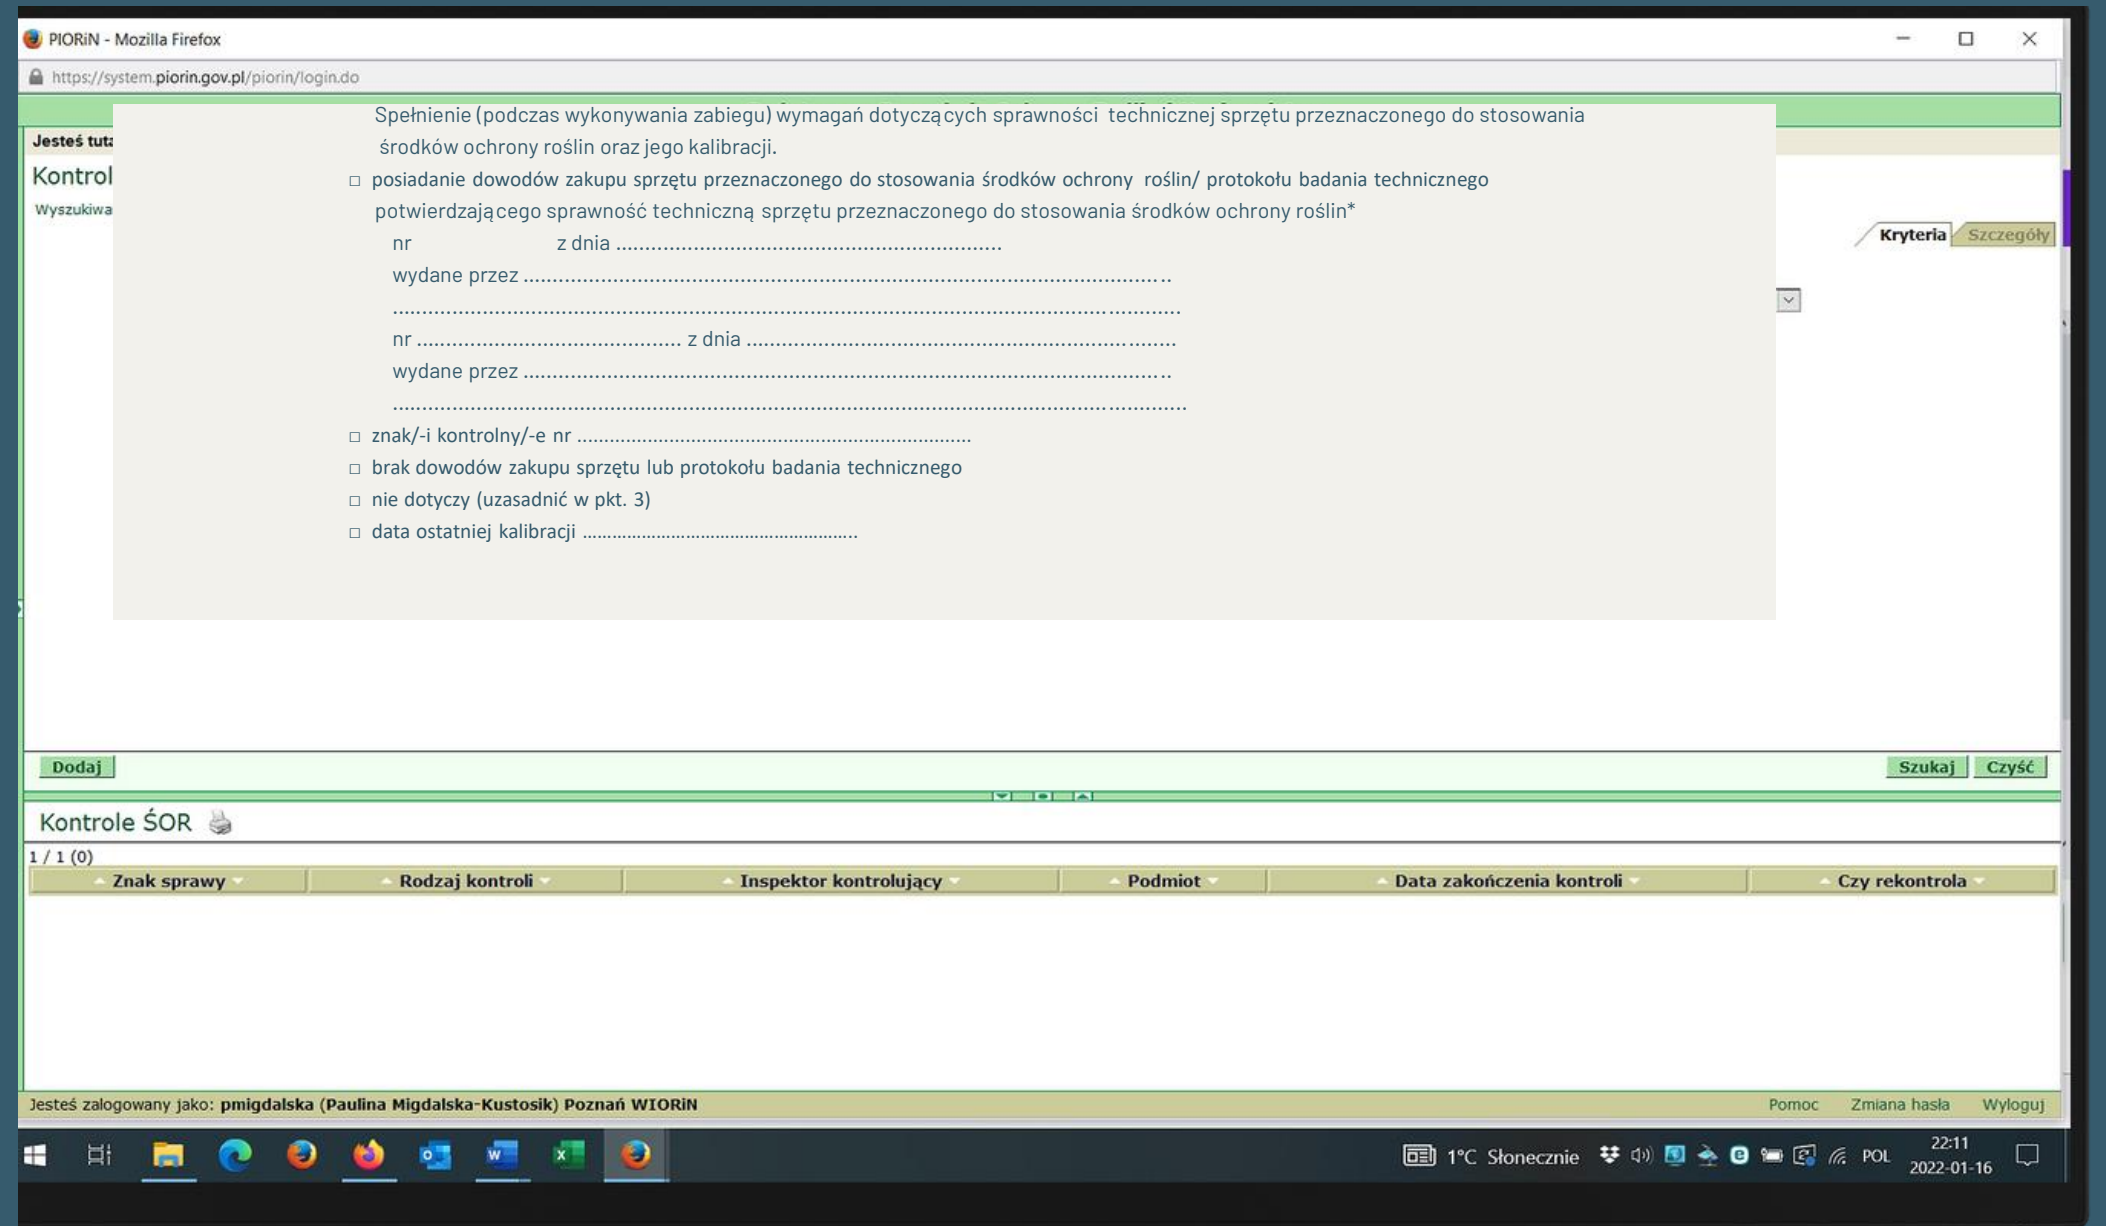 PIORiN - Mozilla Firefox
https://system.piorin.gov.pl/piorin/login.do
Spełnienie (podczas wykonywania zabiegu) wymagań dotyczących sprawności technicznej sprzętu przeznaczonego do stosowania
Jesteś
środków ochrony roślin oraz jego kalibracji.
Kontrol
□ posiadanie dowodów zakupu sprzętu przeznaczonego do stosowania środków ochrony roślin/ protokołu badania technicznego
Wyszukiwa
potwierdzającego sprawność techniczną sprzętu przeznaczonego do stosowania środków ochrony roślin*
Kryteria Szczegóły
nr z dnia ................................................................
wydane przez ............................................................................................................
....................................................................................................................................
nr ............................................ z dnia ........................................................................
wydane przez ............................................................................................................
.....................................................................................................................................
□ znak/-i kontrolny/-e nr .........................................................................
□ brak dowodów zakupu sprzętu lub protokołu badania technicznego
□ nie dotyczy (uzasadnić w pkt. 3)
□ data ostatniej kalibracji ………………………………………………..
Dodaj Szukaj Czyść
Kontrole ŚOR
1 / 1 (0)
Znak sprawy Rodzaj kontroli Inspektor kontrolujący Podmiot Data zakończenia kontroli Czy rekontrola
Jesteś zalogowany jako: pmigdalska (Paulina Migdalska-Kustosik) Poznań WIORiN Pomoc Zmiana hasła Wyloguj
1°C Słonecznie POL 22:11
2022-01-16